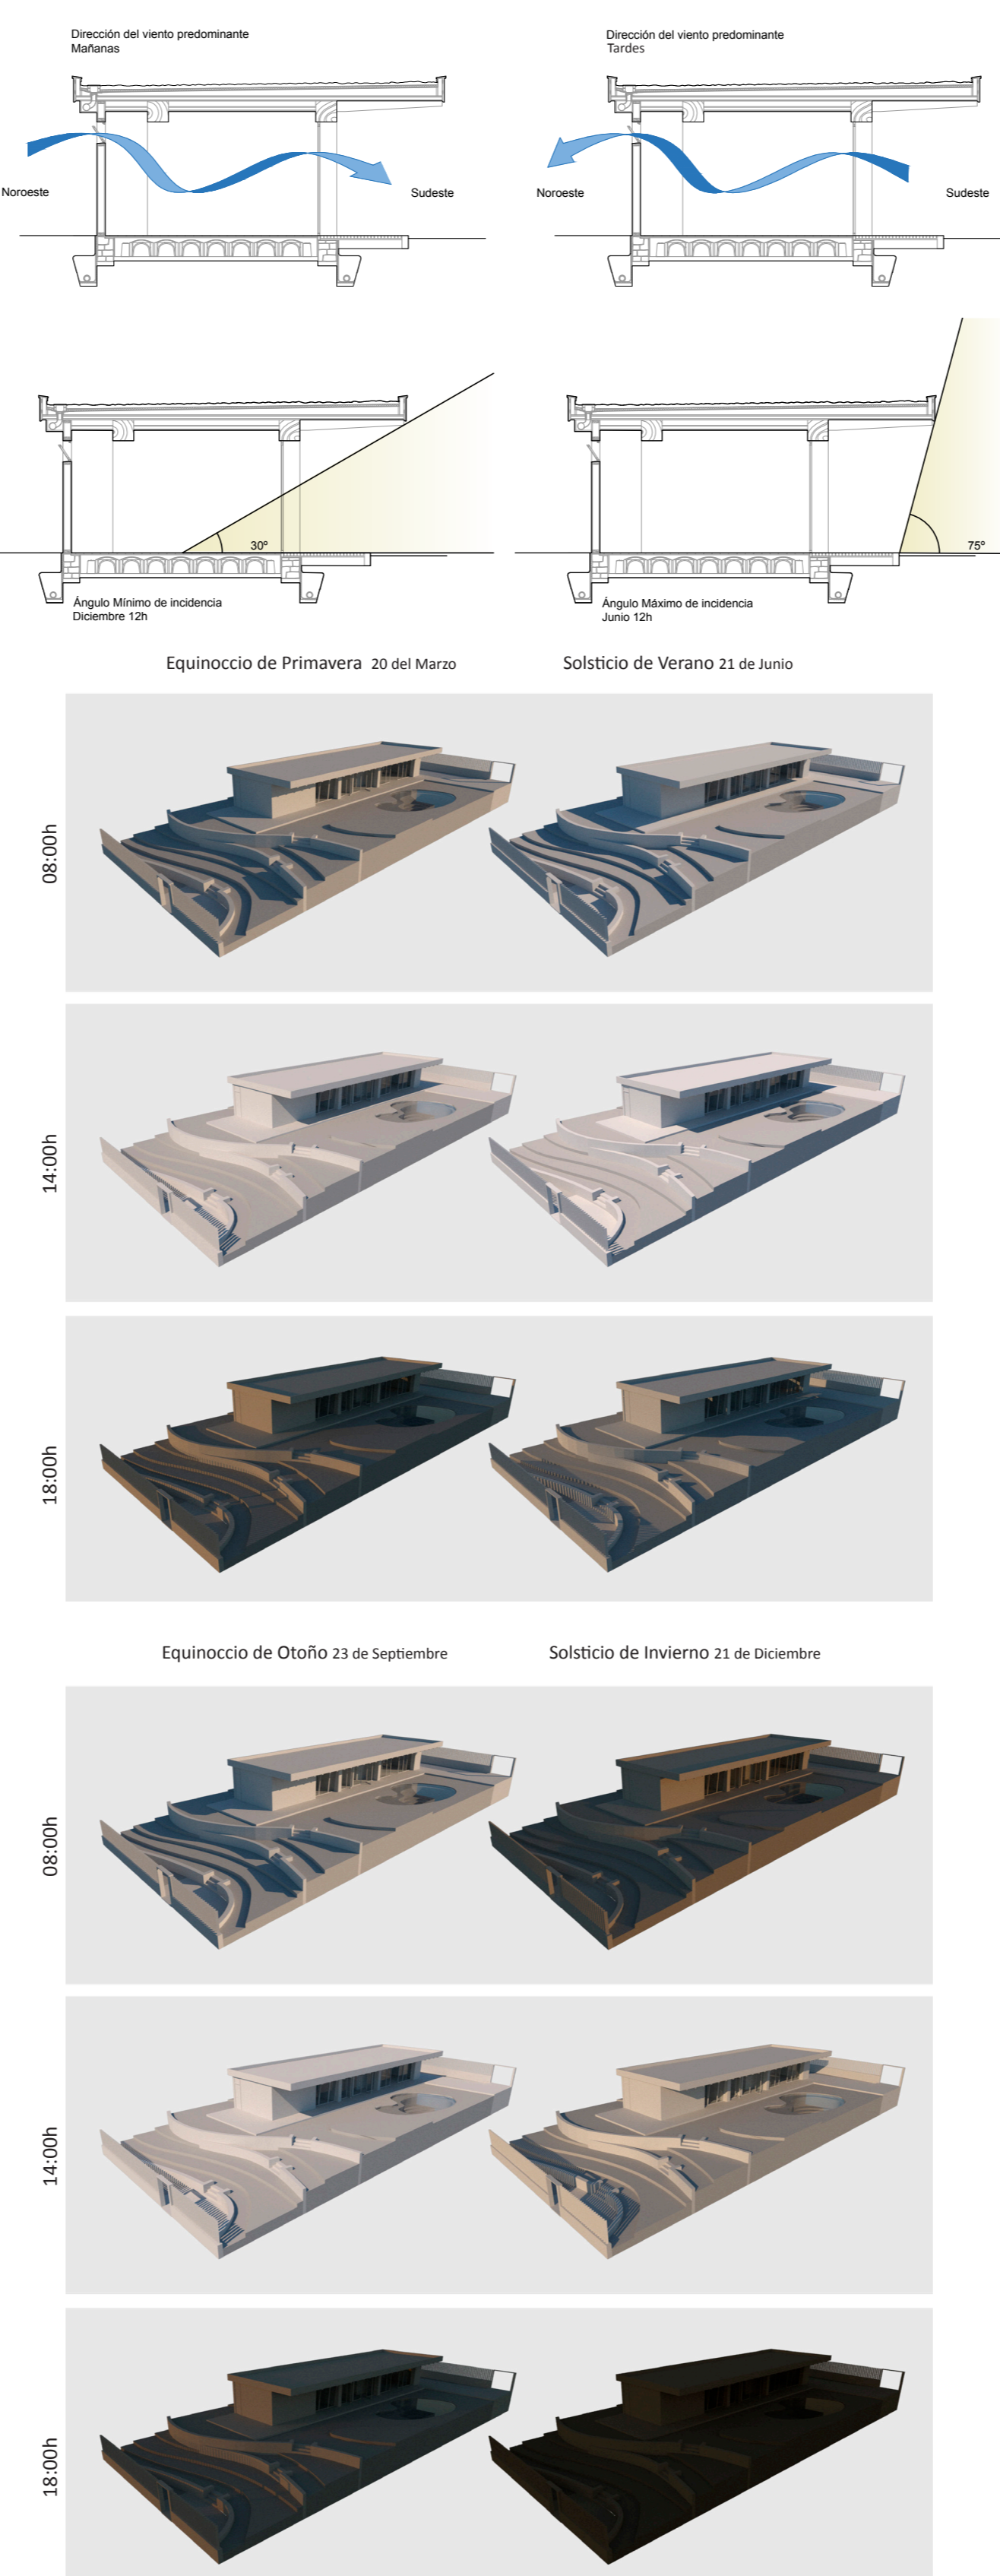 Dirección del viento predominante
Mañanas
Dirección del viento predominante
Tardes
Noroeste
Sudeste
Noroeste
Sudeste
30º
75º
Ángulo Mínimo de incidencia
Diciembre 12h
Ángulo Máximo de incidencia
Junio 12h
Equinoccio de Primavera 20 del Marzo
Solsticio de Verano 21 de Junio
08:00h
14:00h
18:00h
Equinoccio de Otoño 23 de Septiembre
Solsticio de Invierno 21 de Diciembre
08:00h
14:00h
18:00h